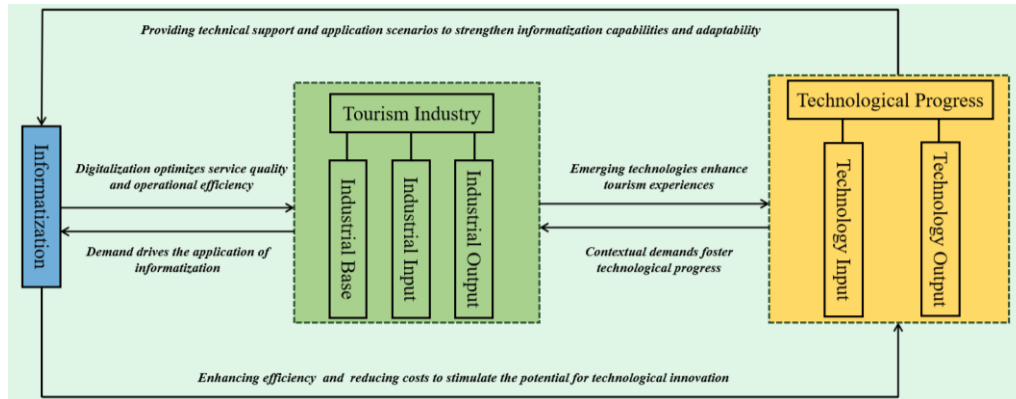 Providing technical support and application scenarios to strengthen informatization capabilities and adaptability
Informatization
Digitalization optimizes service quality
and operational efficiency
Demand drives the application of
informatization
Tourism Industry
Industrial Base
Industrial Input
Industrial Output
Emerging technologies enhance
tourism experiences
Contextual demands foster
technological progress
Technological Progress
Technology Input
Technology Output
Enhancing efficiency and reducing costs to stimulate the potential for technological innovation